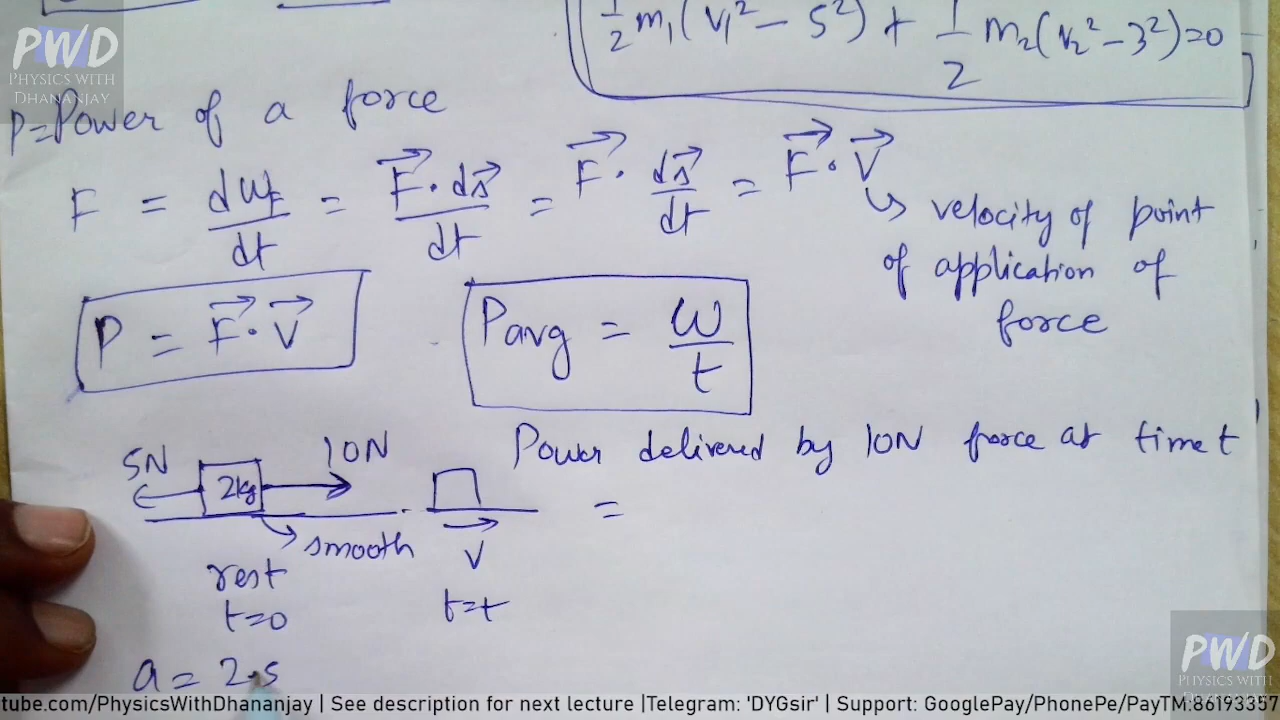 PWD
PHYSICS WITH
DHANANJAY
1/2 m₁(v₁² - 5²) + 1/2 m₂(v₂² - 3²)=0
P=Power of a force
F = dW_F/dt = F⃗·ds⃗/dt = F⃗·ds⃗/dt = F⃗·V⃗
↳ velocity of point
of application of
force
P = F⃗·V⃗
Pavg = W/t
5N 2kg 10N
smooth
rest
t=0
V
t=t
Power delivered by 10N force at time t
=
a = 2.5
PWD
PHYSICS WITH
DHANANJAY
tube.com/PhysicsWithDhananjay | See description for next lecture |Telegram: 'DYGsir' | Support: GooglePay/PhonePe/PayTM:86193357